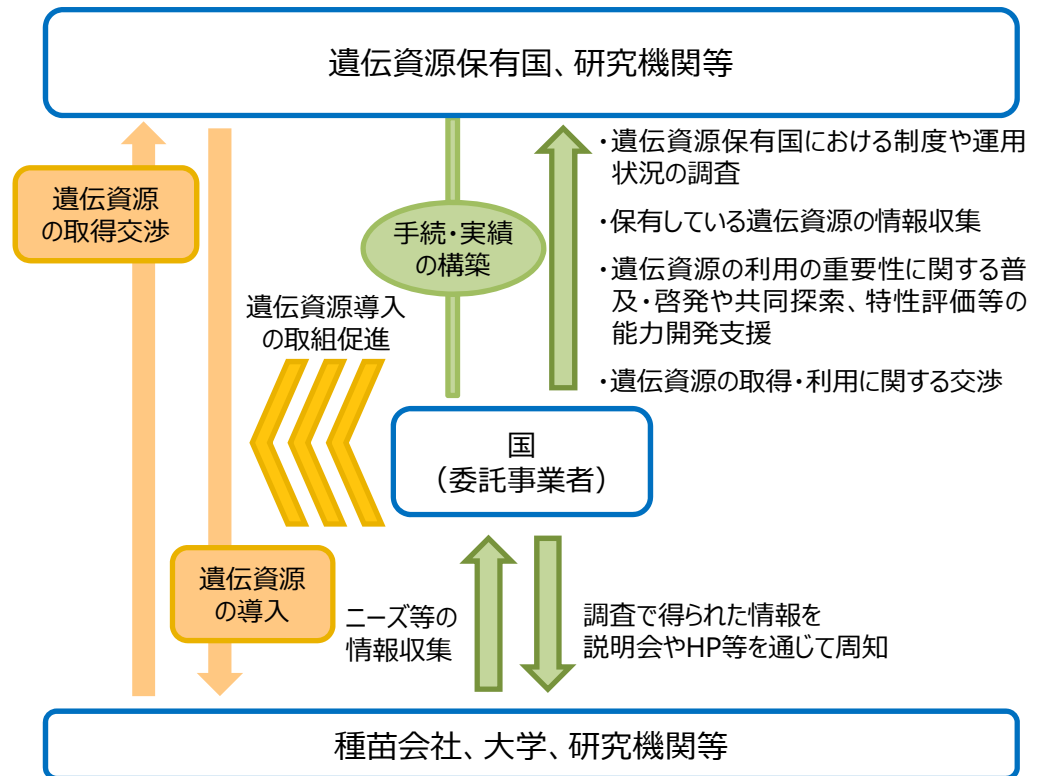 遺伝資源保有国、研究機関等
遺伝資源
の取得交渉
手続・実績
の構築
・遺伝資源保有国における制度や運用
状況の調査
・保有している遺伝資源の情報収集
・遺伝資源の利用の重要性に関する普
及・啓発や共同探索、特性評価等の
能力開発支援
・遺伝資源の取得・利用に関する交渉
遺伝資源導入
の取組促進
国
（委託事業者）
遺伝資源
の導入
ニーズ等の
情報収集
調査で得られた情報を
説明会やHP等を通じて周知
種苗会社、大学、研究機関等